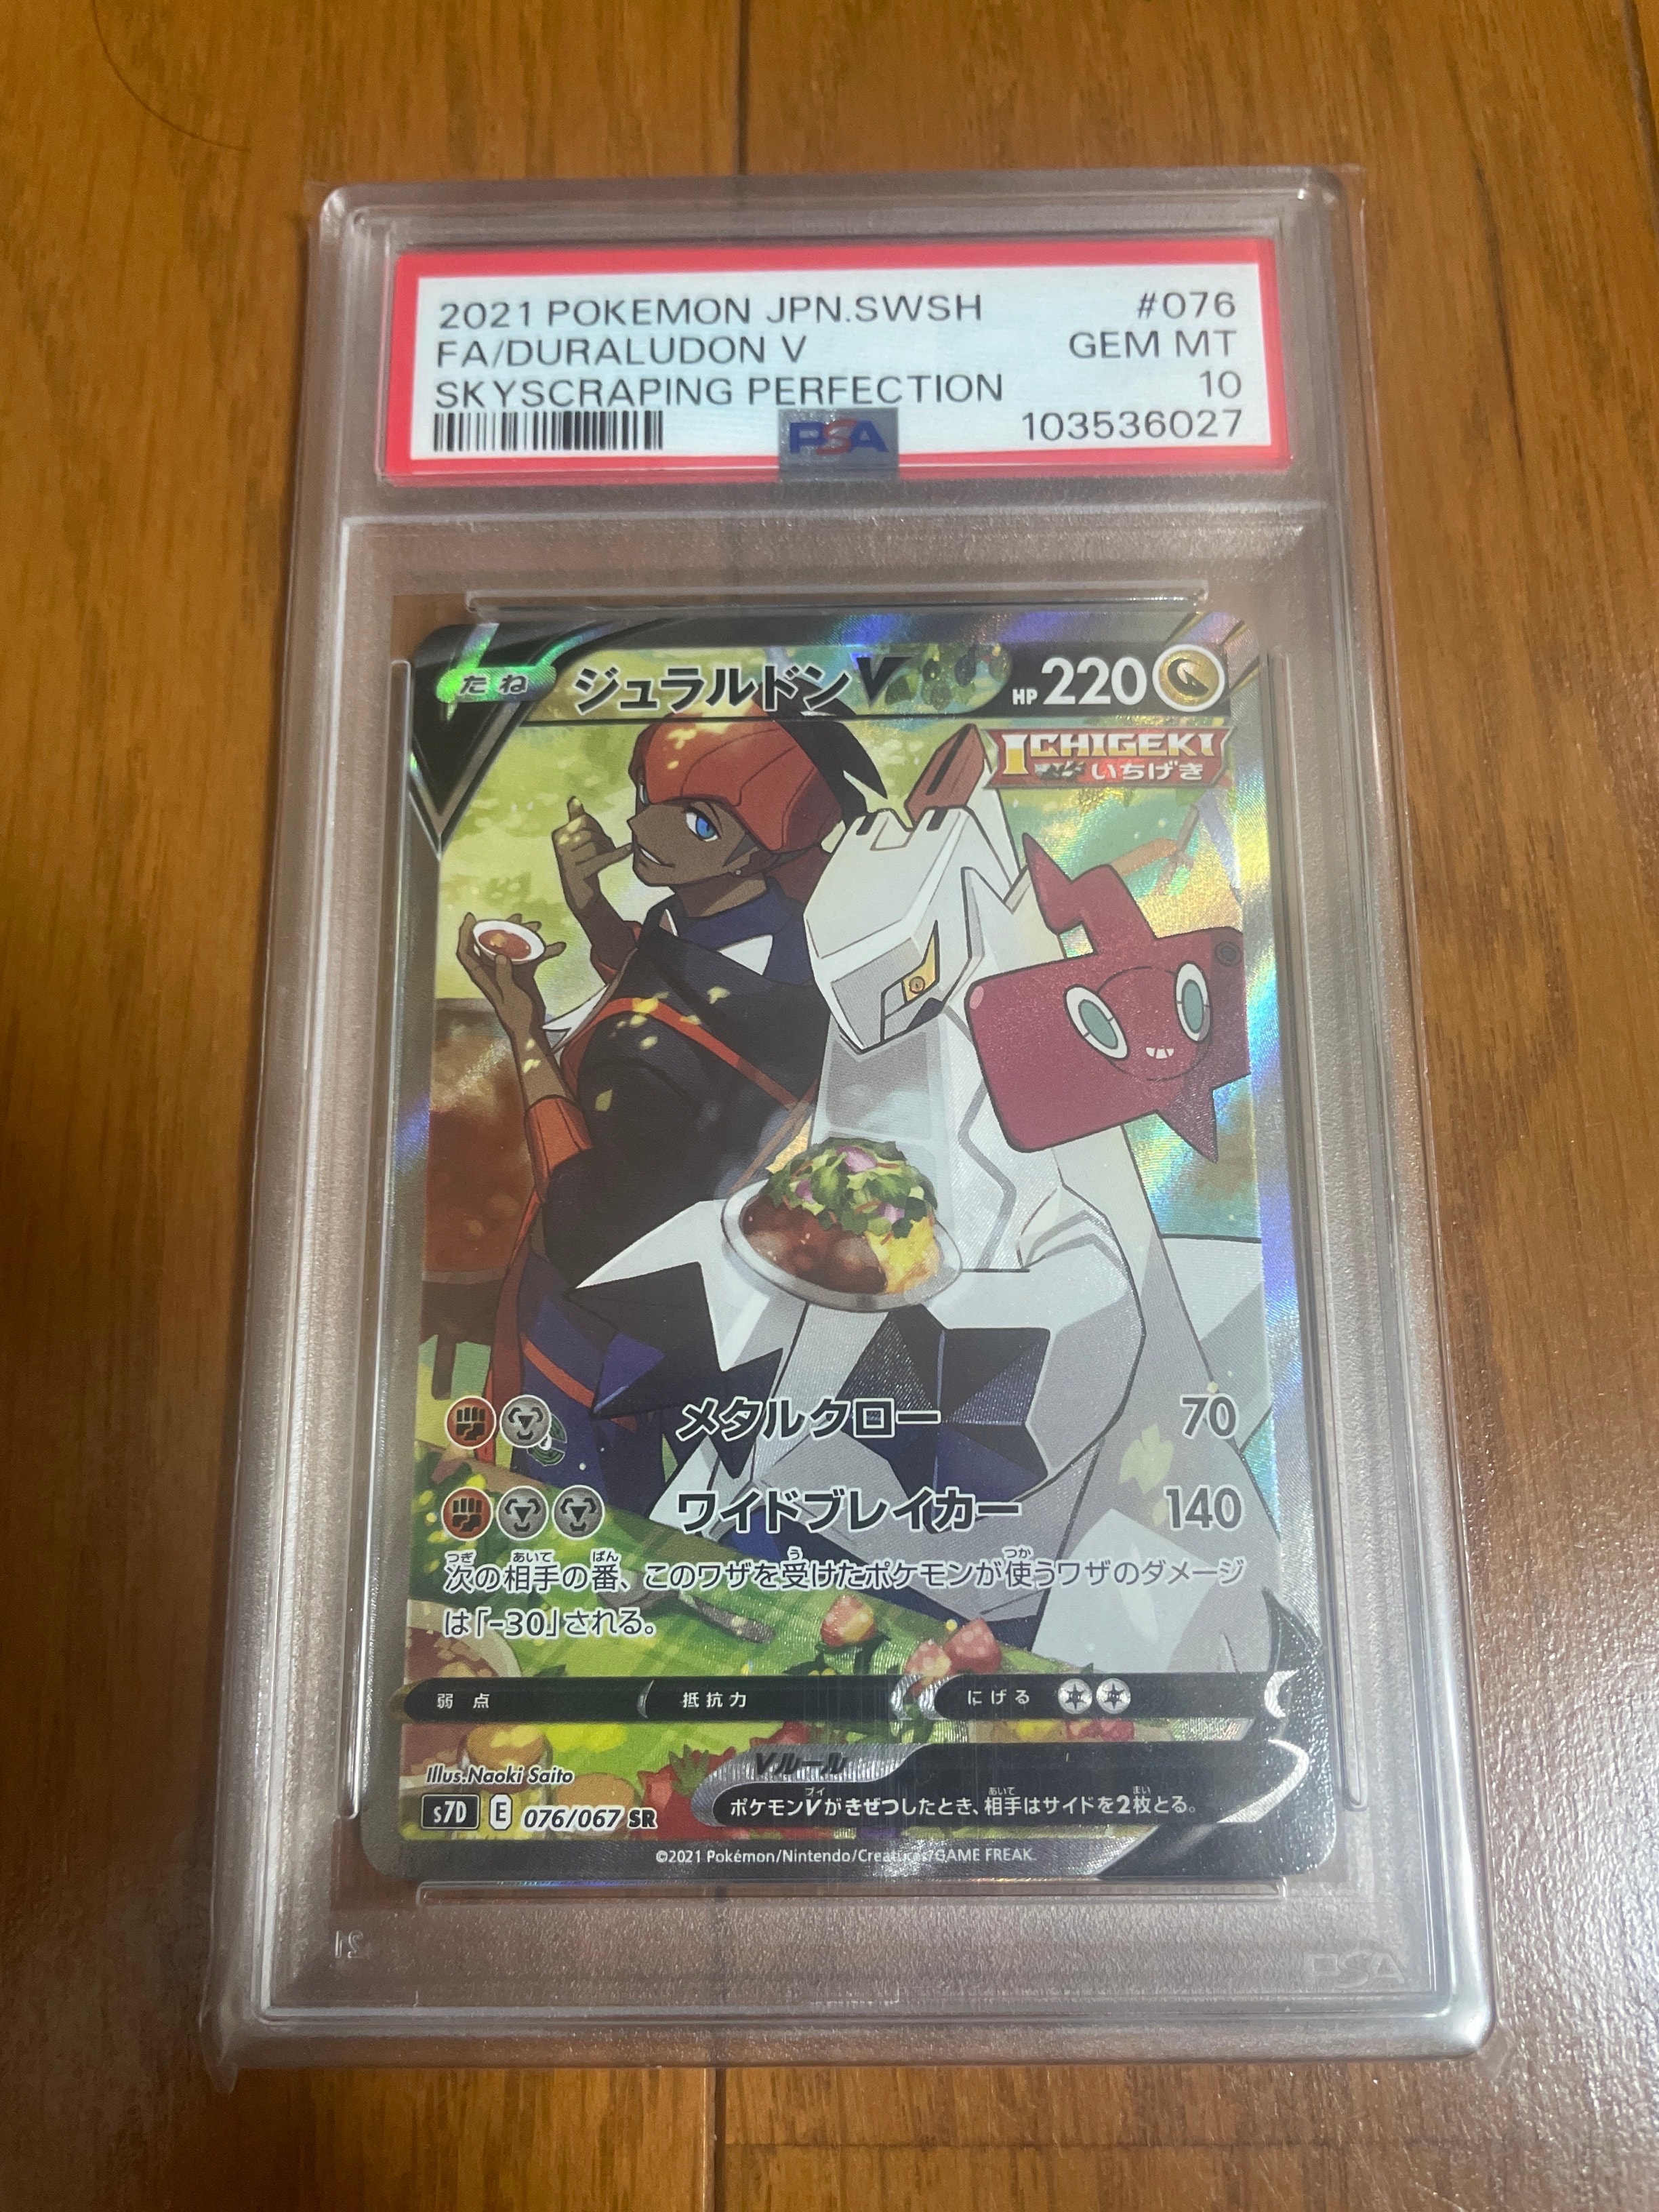 2021 POKEMON JPN.SWSH #076
FA/DURALUDON V GEM MT
SKYSCRAPING PERFECTION 10
PSA 103536027
たね ジュラルドンV HP 220
ICHIGEKI
いちげき
メタルクロー 70
ワイドブレイカー 140
次の相手の番、このワザを受けたポケモンが使うワザのダメージ
は「-30」される。
弱点 抵抗力 にげる
Vルール
Illus.Naoki Saito
ポケモンVがきぜつしたとき、相手はサイドを2枚とる。
s7D E 076/067 SR
©2021 Pokémon/Nintendo/Creatures/GAME FREAK.
PSA